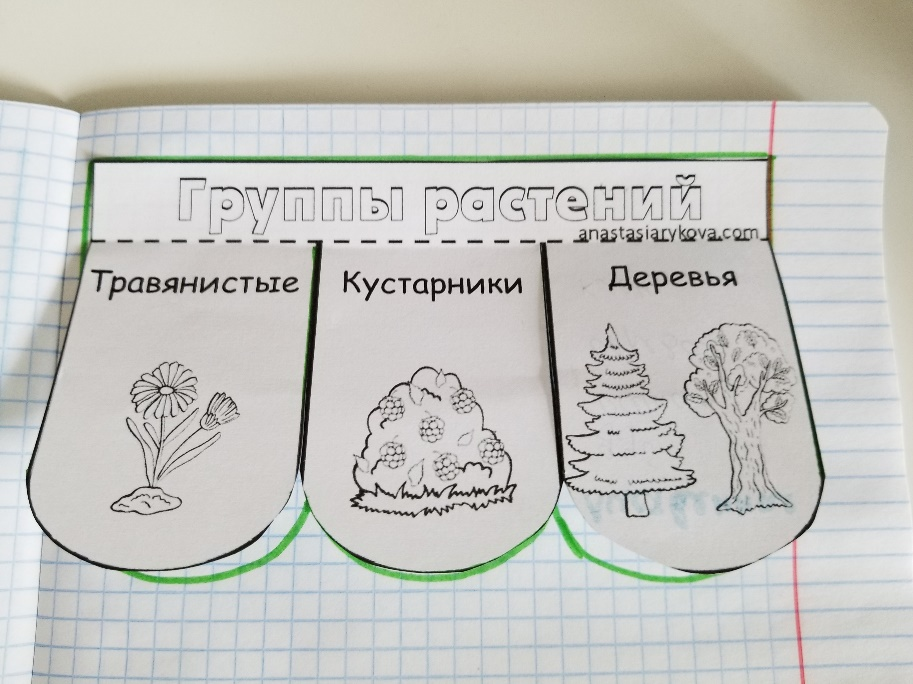 Группы растений
anastasiarykova.com
Травянистые
Кустарники
Деревья